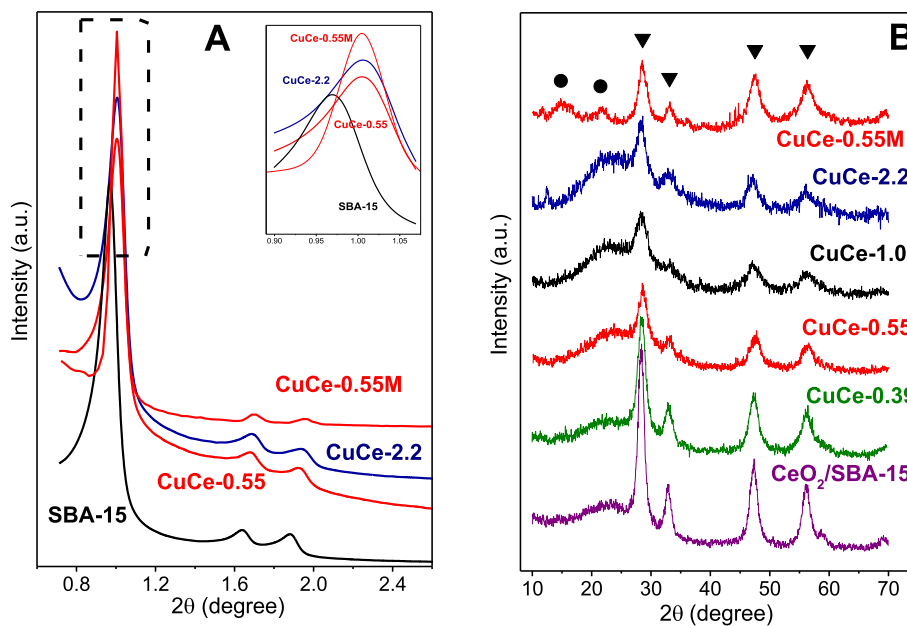 A
CuCe-0.55M
CuCe-2.2
CuCe-0.55
SBA-15
0.90 0.95 1.00 1.05
CuCe-0.55M
CuCe-2.2
CuCe-0.55
SBA-15
Intensity (a.u.)
0.8 1.2 1.6 2.0 2.4
2θ (degree)
B
CuCe-0.55M
CuCe-2.2
CuCe-1.0
CuCe-0.55
CuCe-0.39
CeO₂/SBA-15
Intensity (a.u.)
10 20 30 40 50 60 70
2θ (degree)